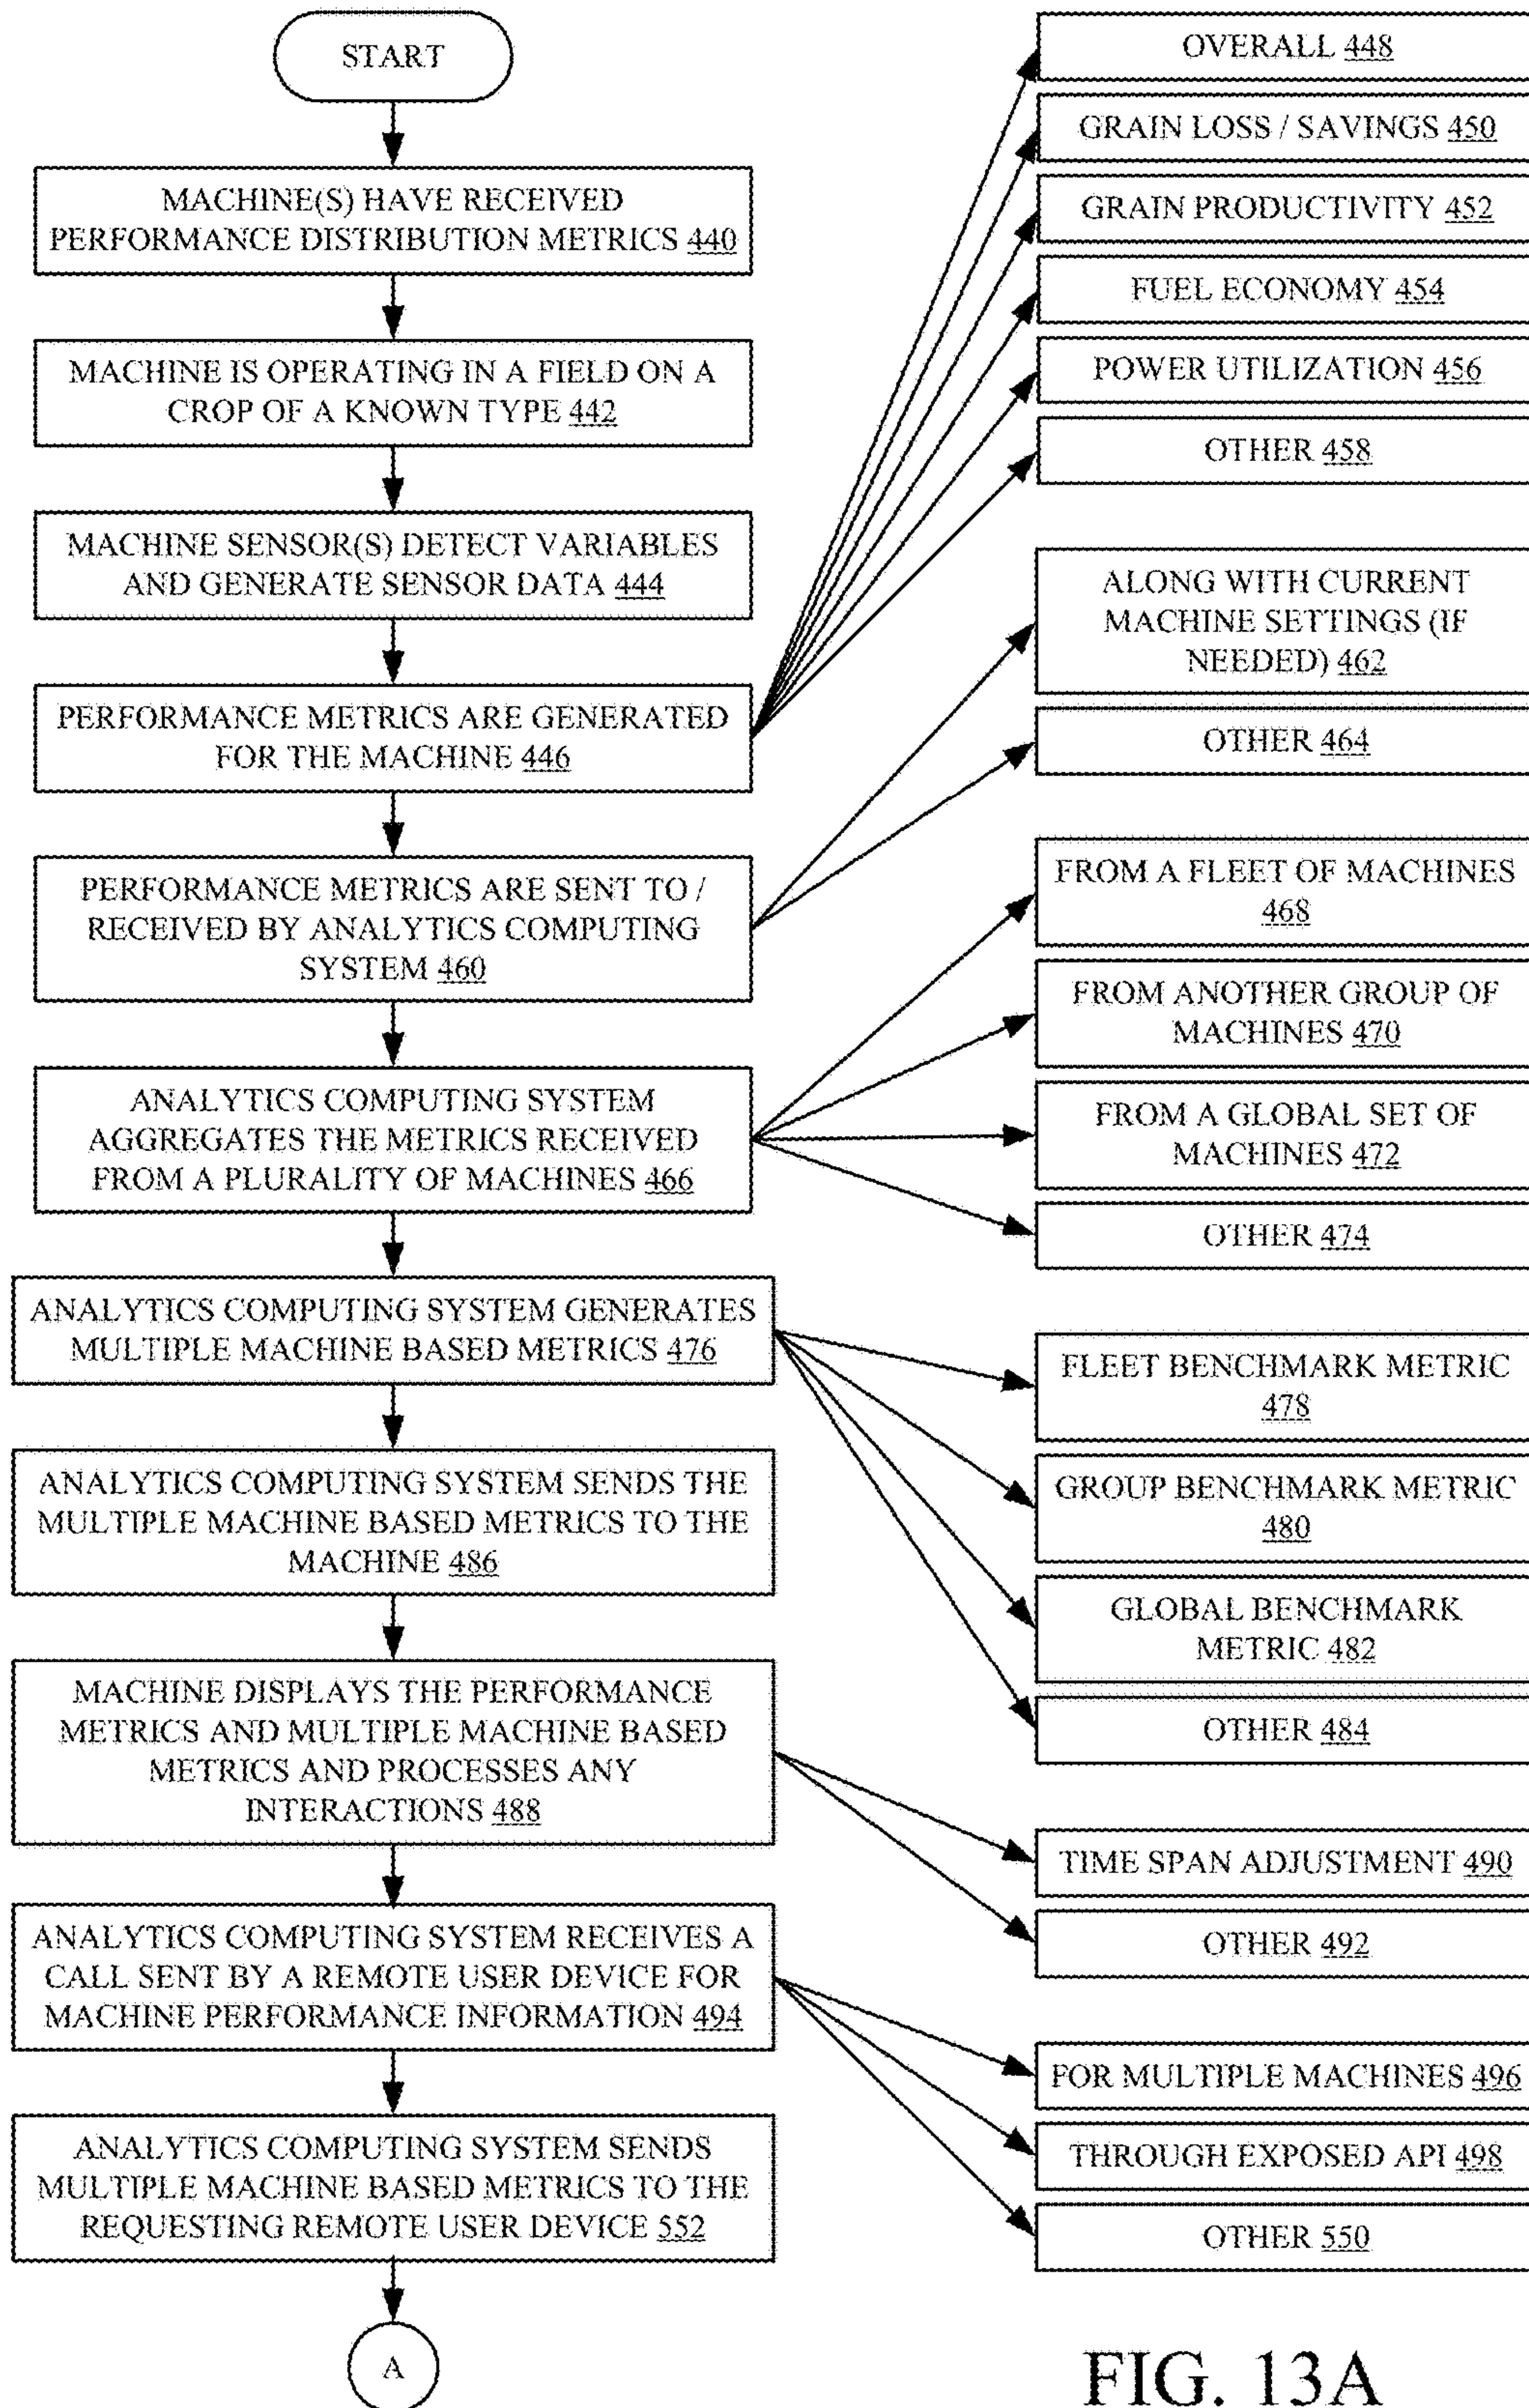 START
MACHINE(S) HAVE RECEIVED
PERFORMANCE DISTRIBUTION METRICS 440
MACHINE IS OPERATING IN A FIELD ON A
CROP OF A KNOWN TYPE 442
MACHINE SENSOR(S) DETECT VARIABLES
AND GENERATE SENSOR DATA 444
PERFORMANCE METRICS ARE GENERATED
FOR THE MACHINE 446
OVERALL 448
GRAIN LOSS / SAVINGS 450
GRAIN PRODUCTIVITY 452
FUEL ECONOMY 454
POWER UTILIZATION 456
OTHER 458
PERFORMANCE METRICS ARE SENT TO /
RECEIVED BY ANALYTICS COMPUTING
SYSTEM 460
ALONG WITH CURRENT
MACHINE SETTINGS (IF
NEEDED) 462
OTHER 464
ANALYTICS COMPUTING SYSTEM
AGGREGATES THE METRICS RECEIVED
FROM A PLURALITY OF MACHINES 466
FROM A FLEET OF MACHINES
468
FROM ANOTHER GROUP OF
MACHINES 470
FROM A GLOBAL SET OF
MACHINES 472
OTHER 474
ANALYTICS COMPUTING SYSTEM GENERATES
MULTIPLE MACHINE BASED METRICS 476
FLEET BENCHMARK METRIC
478
GROUP BENCHMARK METRIC
480
GLOBAL BENCHMARK
METRIC 482
OTHER 484
ANALYTICS COMPUTING SYSTEM SENDS THE
MULTIPLE MACHINE BASED METRICS TO THE
MACHINE 486
MACHINE DISPLAYS THE PERFORMANCE
METRICS AND MULTIPLE MACHINE BASED
METRICS AND PROCESSES ANY
INTERACTIONS 488
TIME SPAN ADJUSTMENT 490
OTHER 492
ANALYTICS COMPUTING SYSTEM RECEIVES A
CALL SENT BY A REMOTE USER DEVICE FOR
MACHINE PERFORMANCE INFORMATION 494
FOR MULTIPLE MACHINES 496
THROUGH EXPOSED API 498
OTHER 550
ANALYTICS COMPUTING SYSTEM SENDS
MULTIPLE MACHINE BASED METRICS TO THE
REQUESTING REMOTE USER DEVICE 552
A
FIG. 13A